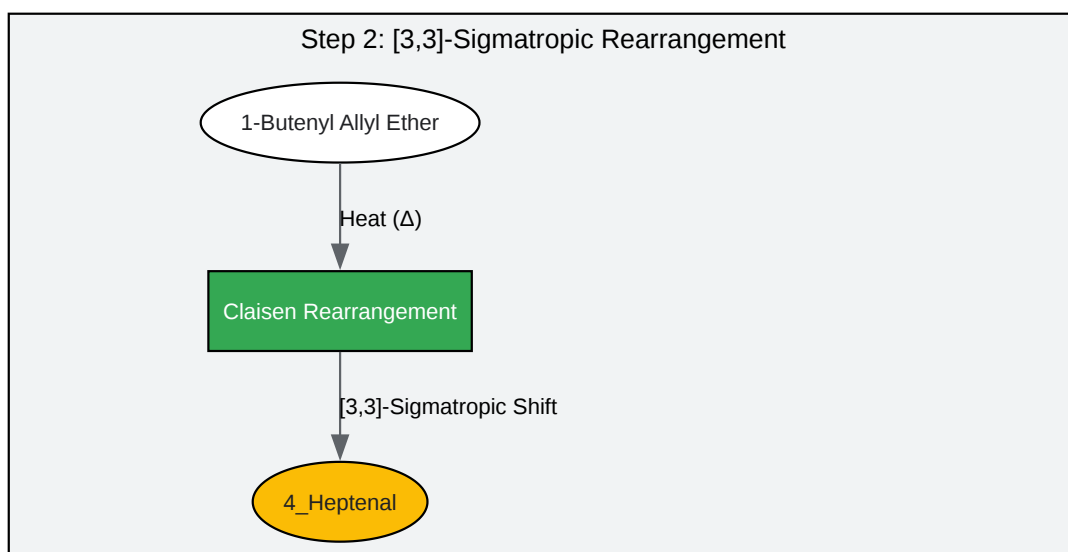 Step 2: [3,3]-Sigmatropic Rearrangement
1-Butenyl Allyl Ether
Heat (Δ)
Claisen Rearrangement
[3,3]-Sigmatropic Shift
4_Heptenal